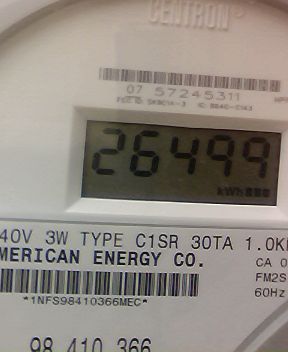 CENTRON®
07 57245311
26499
kWh
40V 3W TYPE C1SR 30TA 1.0K
MERICAN ENERGY CO.
CA 0
FM2S
60Hz
*1NFS98410366MEC*
98 410 366